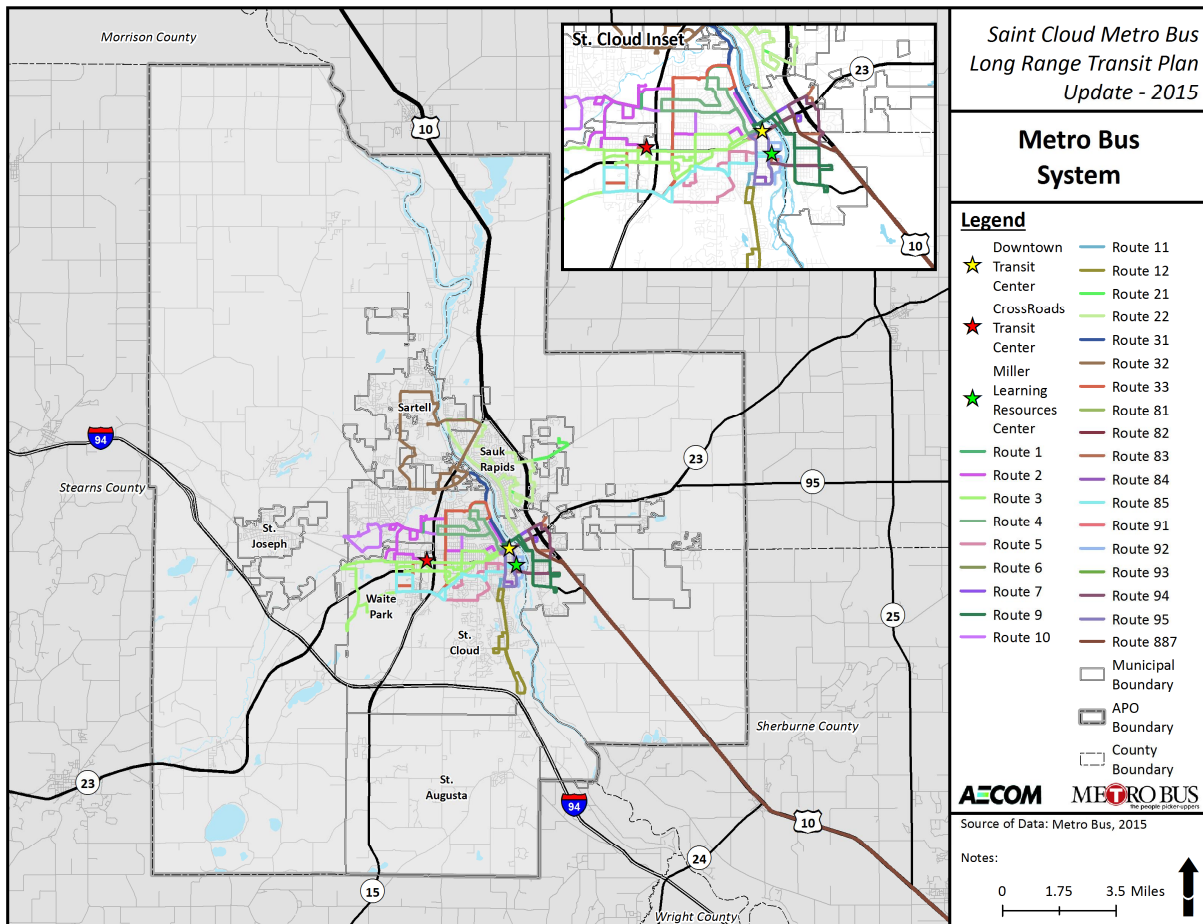 Morrison County
St. Cloud Inset
23
10
10
10
94
Sartell
Sauk
Rapids
23
95
Stearns County
St.
Joseph
Waite
Park
St.
Cloud
25
Sherburne County
St.
Augusta
23
94
10
24
15
Wright County
Saint Cloud Metro Bus
Long Range Transit Plan
Update - 2015
Metro Bus
System
Legend
Downtown
Transit
Center
CrossRoads
Transit
Center
Miller
Learning
Resources
Center
Route 1
Route 2
Route 3
Route 4
Route 5
Route 6
Route 7
Route 9
Route 10
Route 11
Route 12
Route 21
Route 22
Route 31
Route 32
Route 33
Route 81
Route 82
Route 83
Route 84
Route 85
Route 91
Route 92
Route 93
Route 94
Route 95
Route 887
Municipal
Boundary
APO
Boundary
County
Boundary
AECOM
METRO BUS
the people picker-uppers
Source of Data: Metro Bus, 2015
Notes:
0 1.75 3.5 Miles